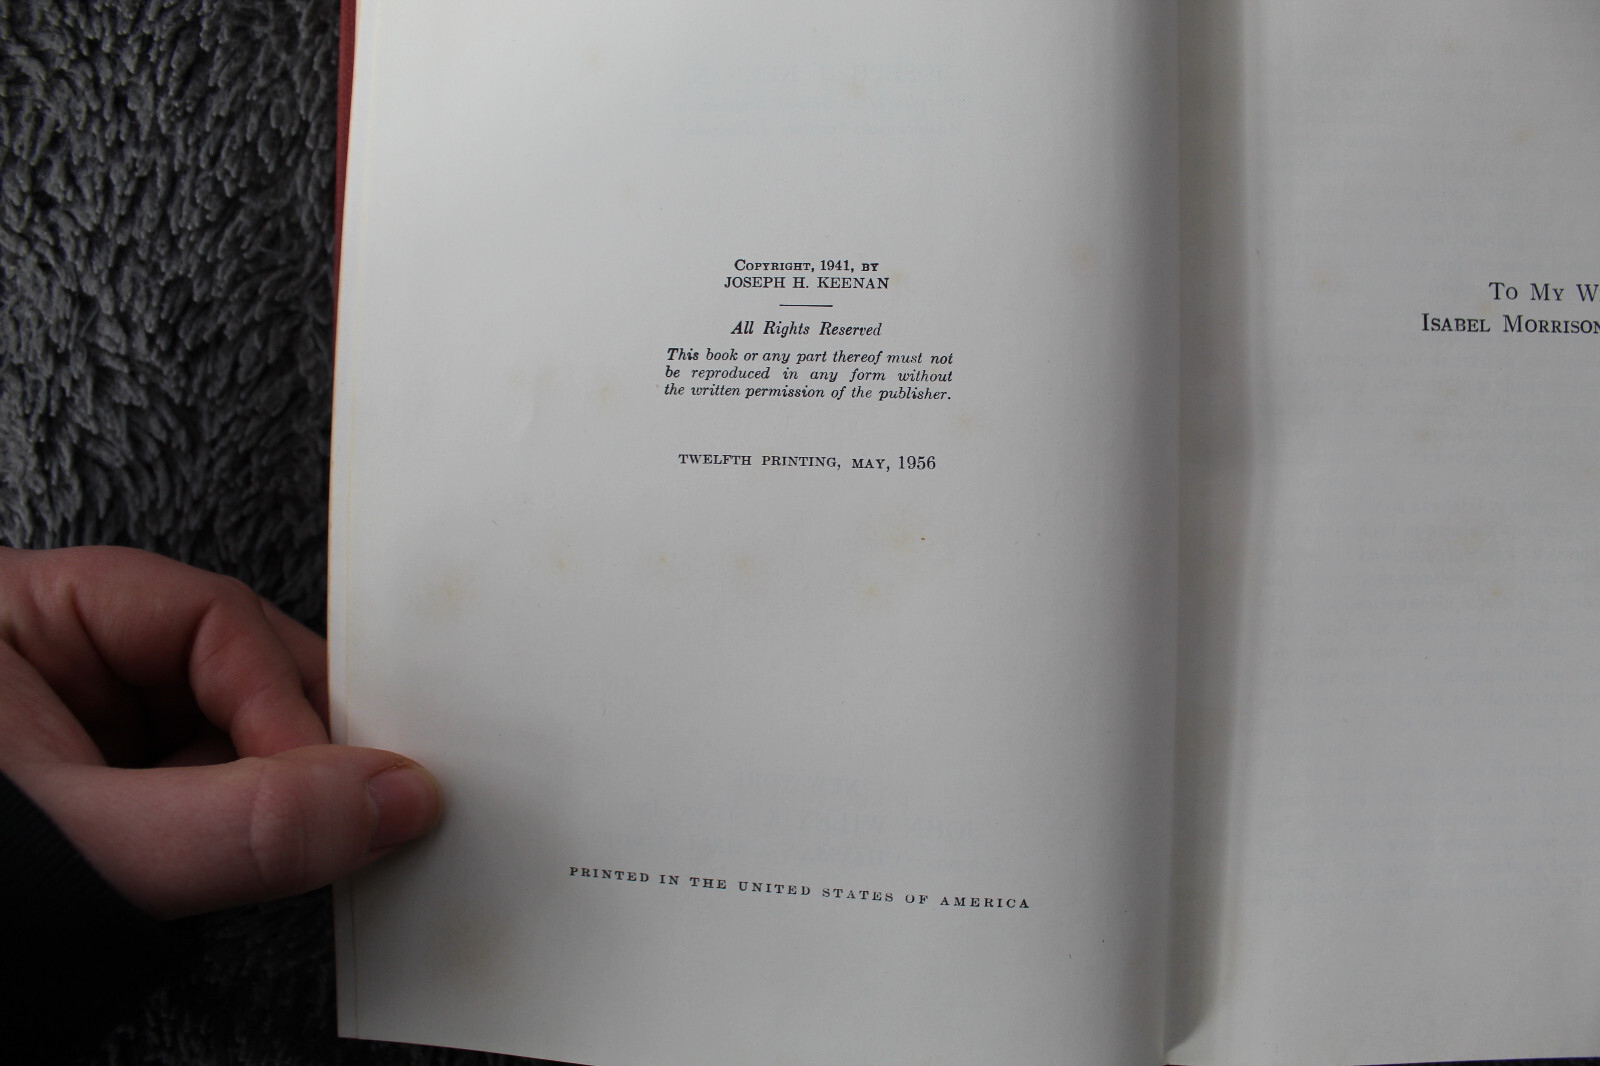 Copyright, 1941, by
JOSEPH H. KEENAN
All Rights Reserved
This book or any part thereof must not
be reproduced in any form without
the written permission of the publisher.
TWELFTH PRINTING, MAY, 1956
PRINTED IN THE UNITED STATES OF AMERICA
To My
Isabel Morrison